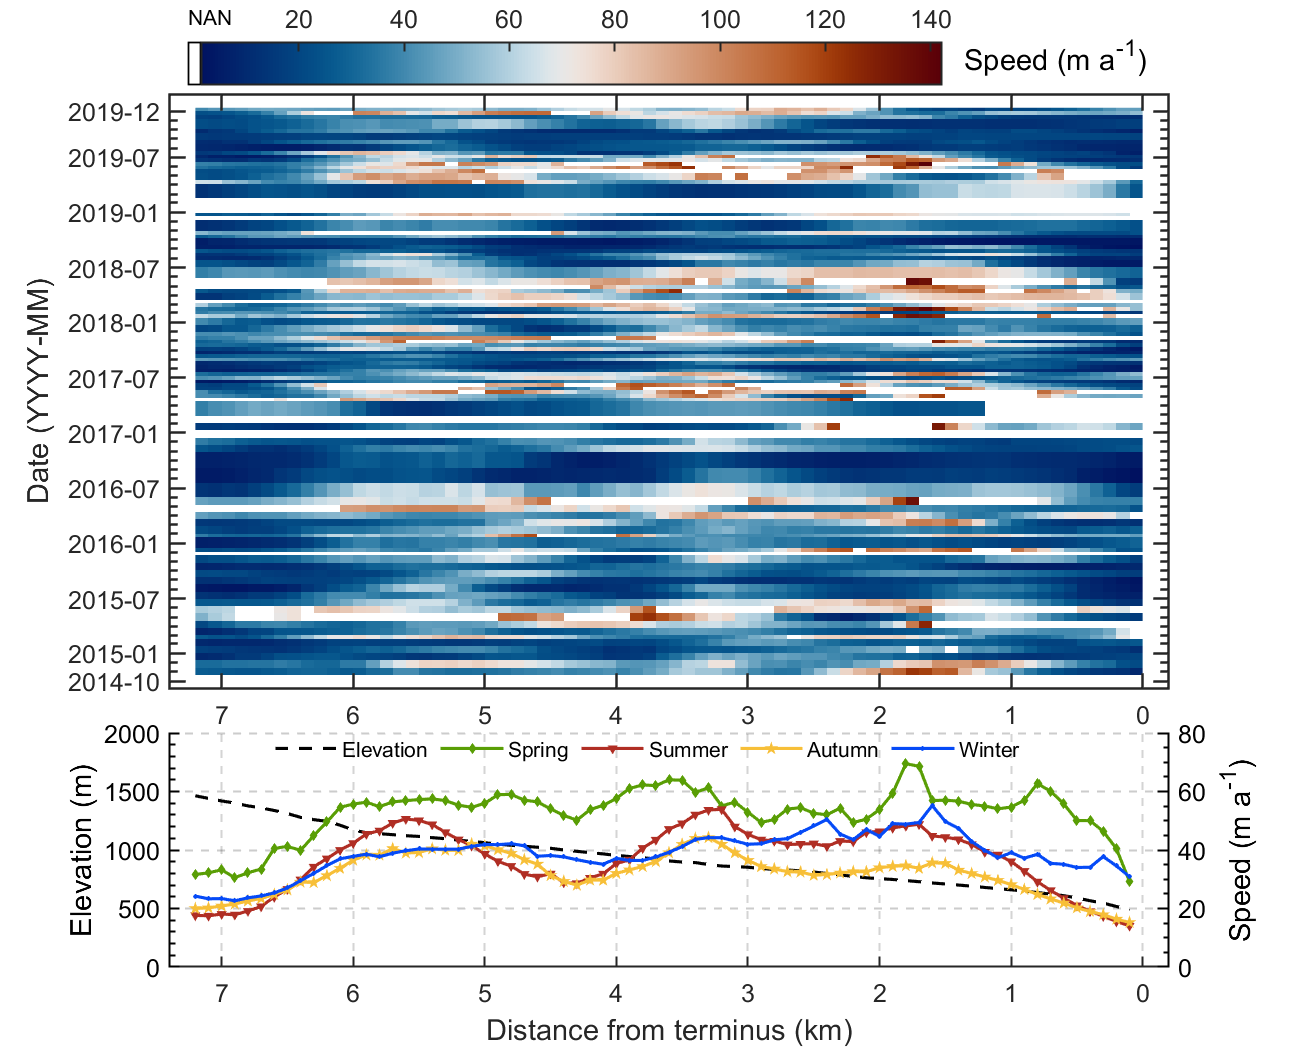 NAN 20 40 60 80 100 120 140
Speed (m a⁻¹)
Date (YYYY-MM)
2019-12
2019-07
2019-01
2018-07
2018-01
2017-07
2017-01
2016-07
2016-01
2015-07
2015-01
2014-10
7 6 5 4 3 2 1 0
Elevation Spring Summer Autumn Winter
Elevation (m)
2000
1500
1000
500
0
80
60
40
20
0
Speed (m a⁻¹)
7 6 5 4 3 2 1 0
Distance from terminus (km)